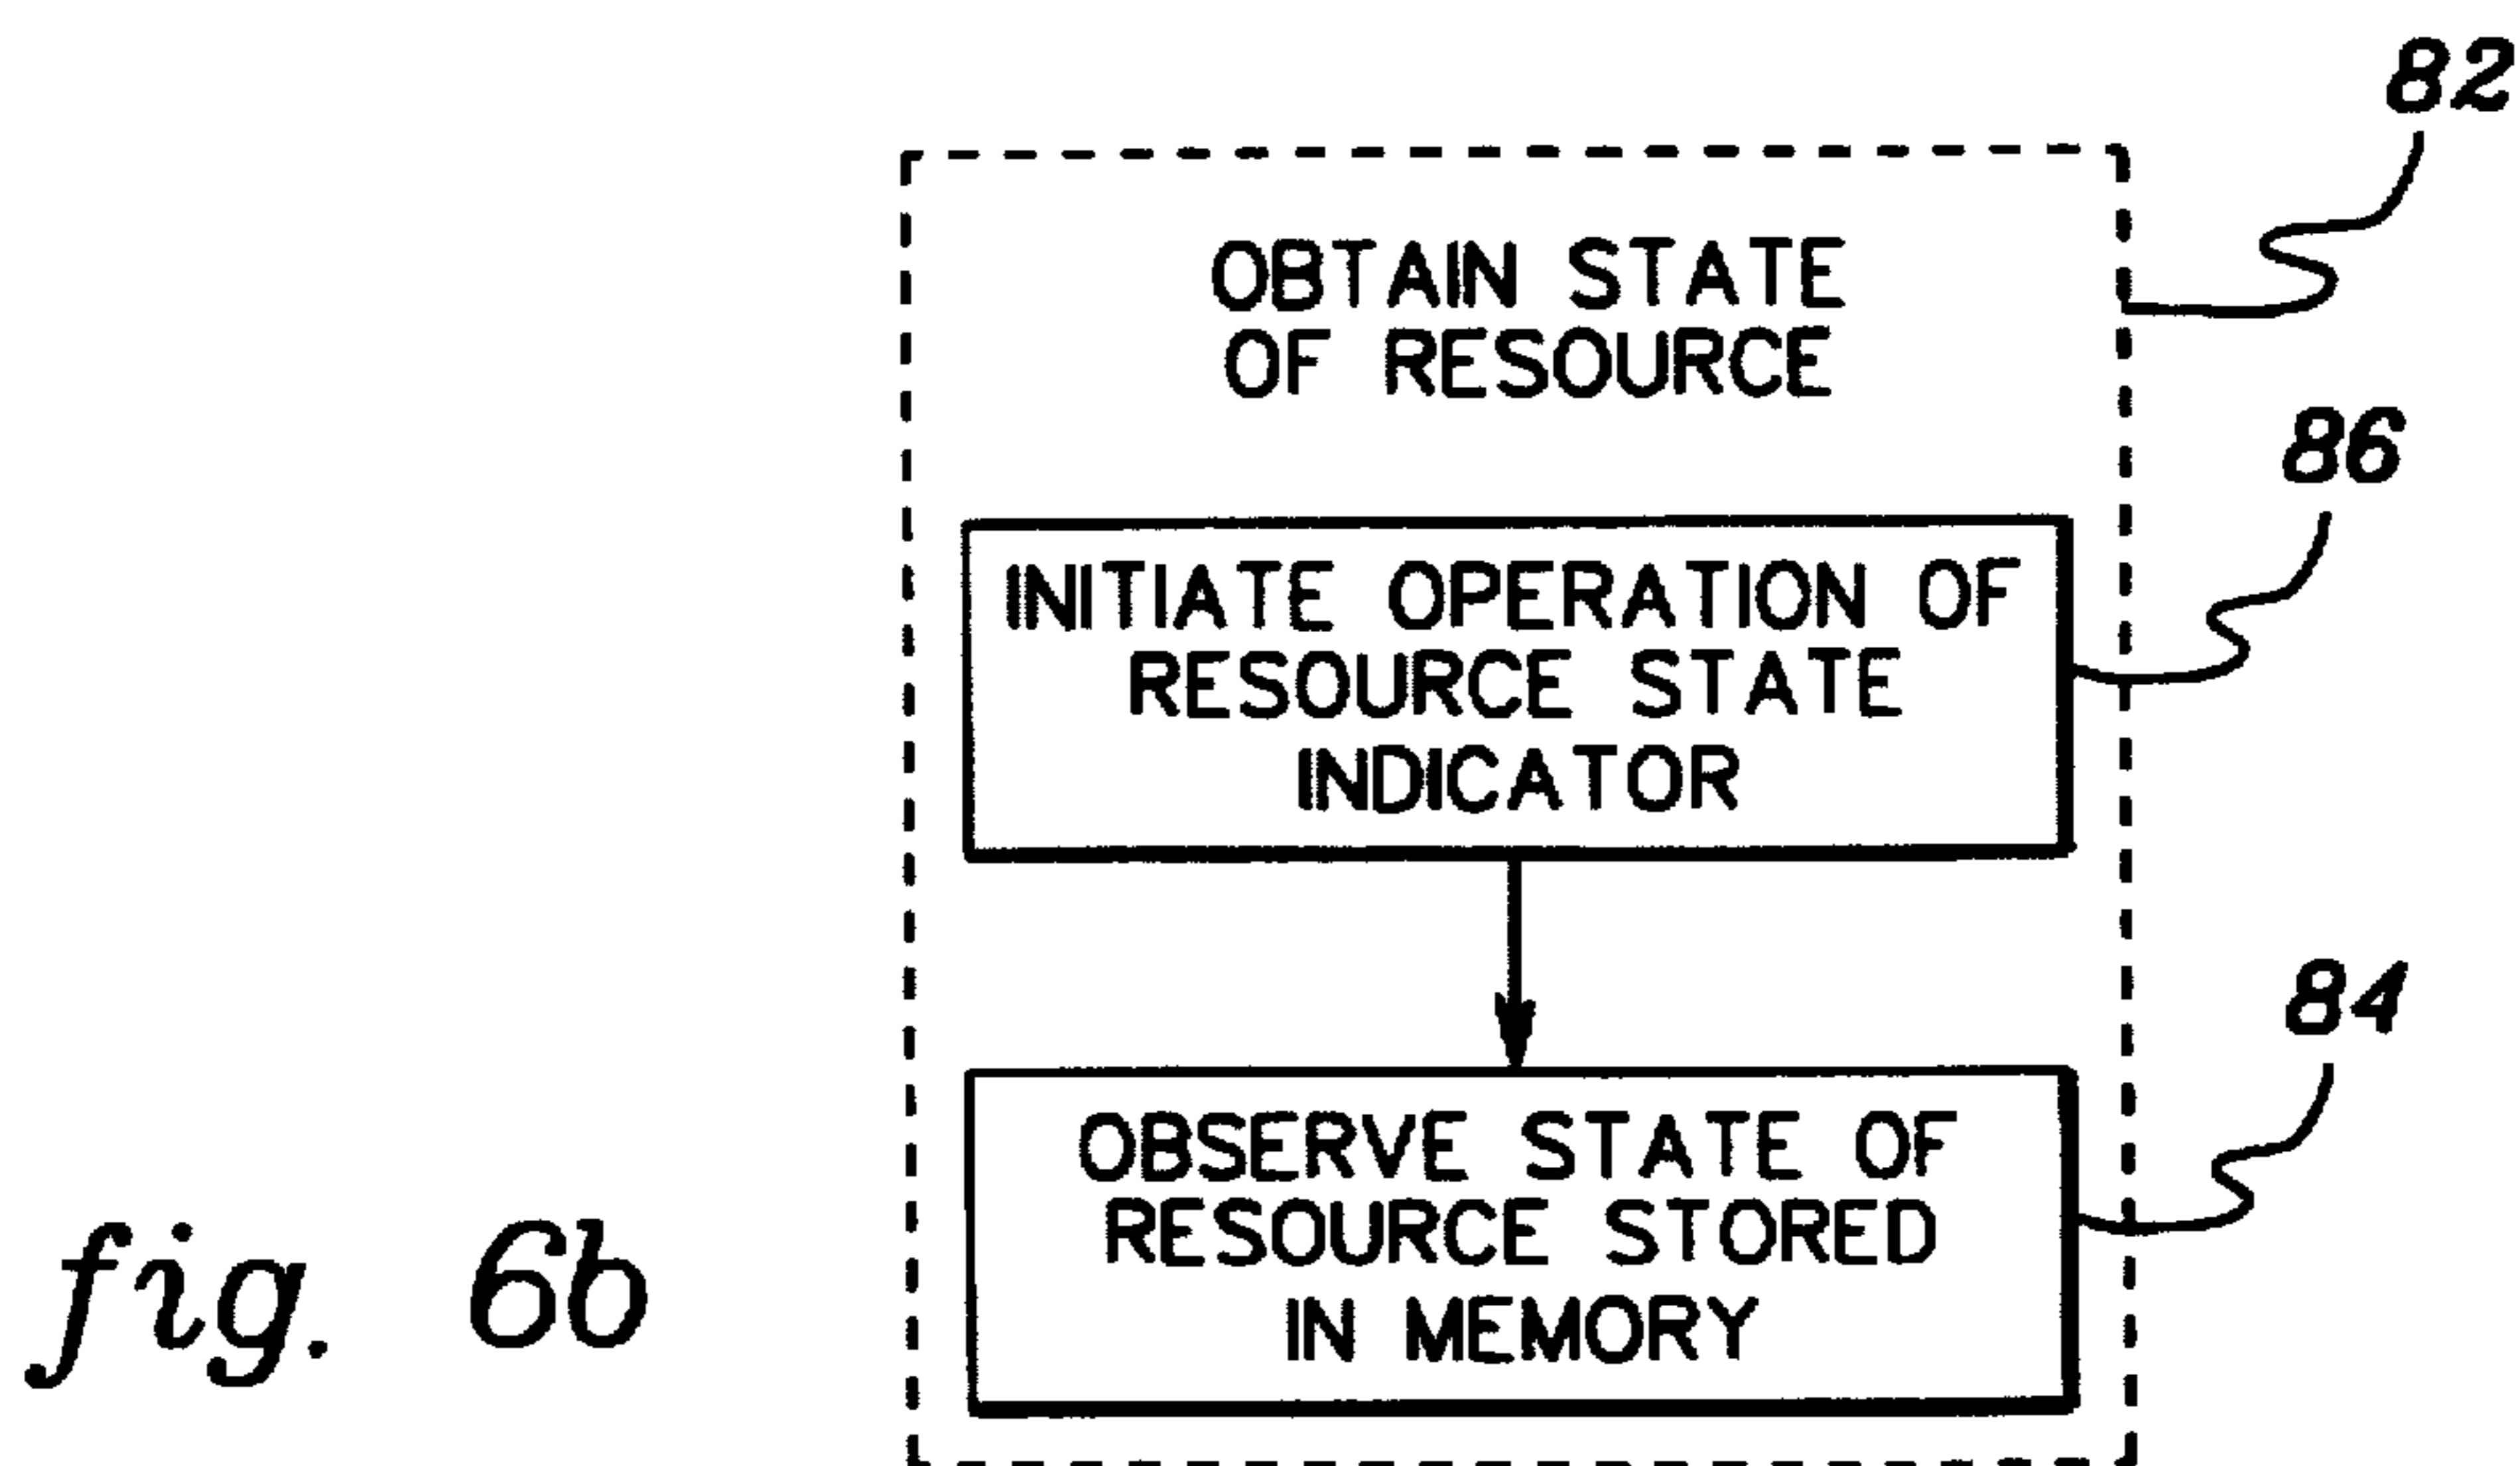 82
OBTAIN STATE
OF RESOURCE
86
INITIATE OPERATION OF
RESOURCE STATE
INDICATOR
84
OBSERVE STATE OF
RESOURCE STORED
IN MEMORY
fig. 6b